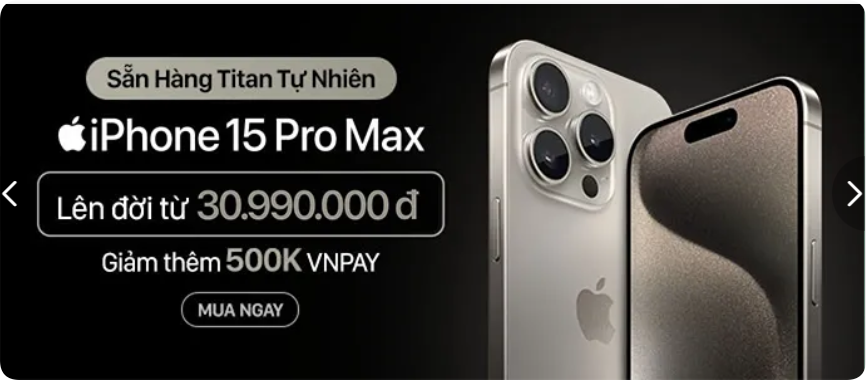 Sẵn Hàng Titan Tự Nhiên
iPhone 15 Pro Max
Lên đời từ 30.990.000 đ
Giảm thêm 500K VNPAY
MUA NGAY